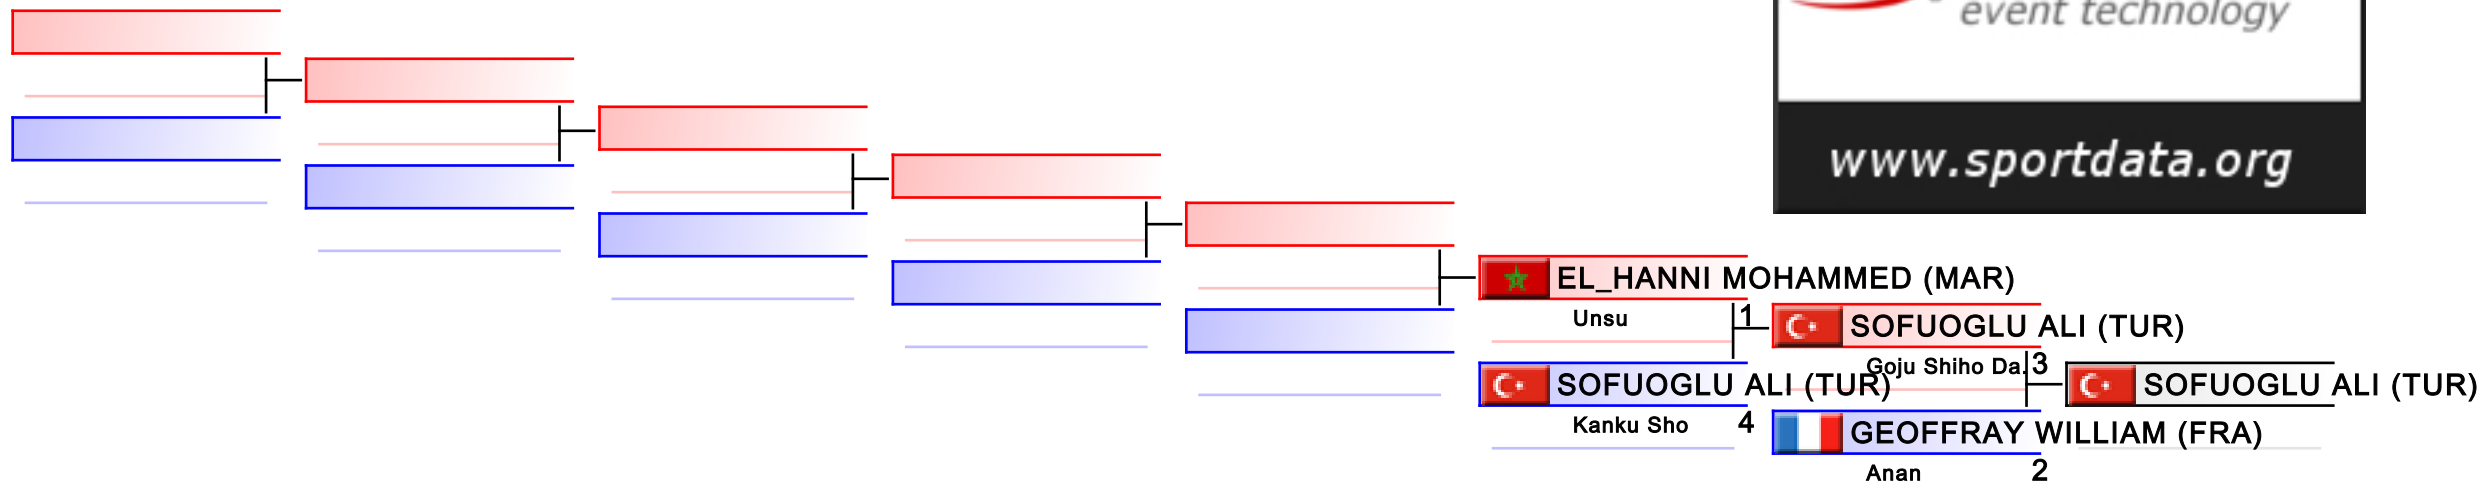 event technology
www.sportdata.org
EL_HANNI MOHAMMED (MAR)
Unsu
1
SOFUOGLU ALI (TUR)
Goju Shiho Da.
3
SOFUOGLU ALI (TUR)
SOFUOGLU ALI (TUR)
Kanku Sho
4
GEOFFRAY WILLIAM (FRA)
Anan
2